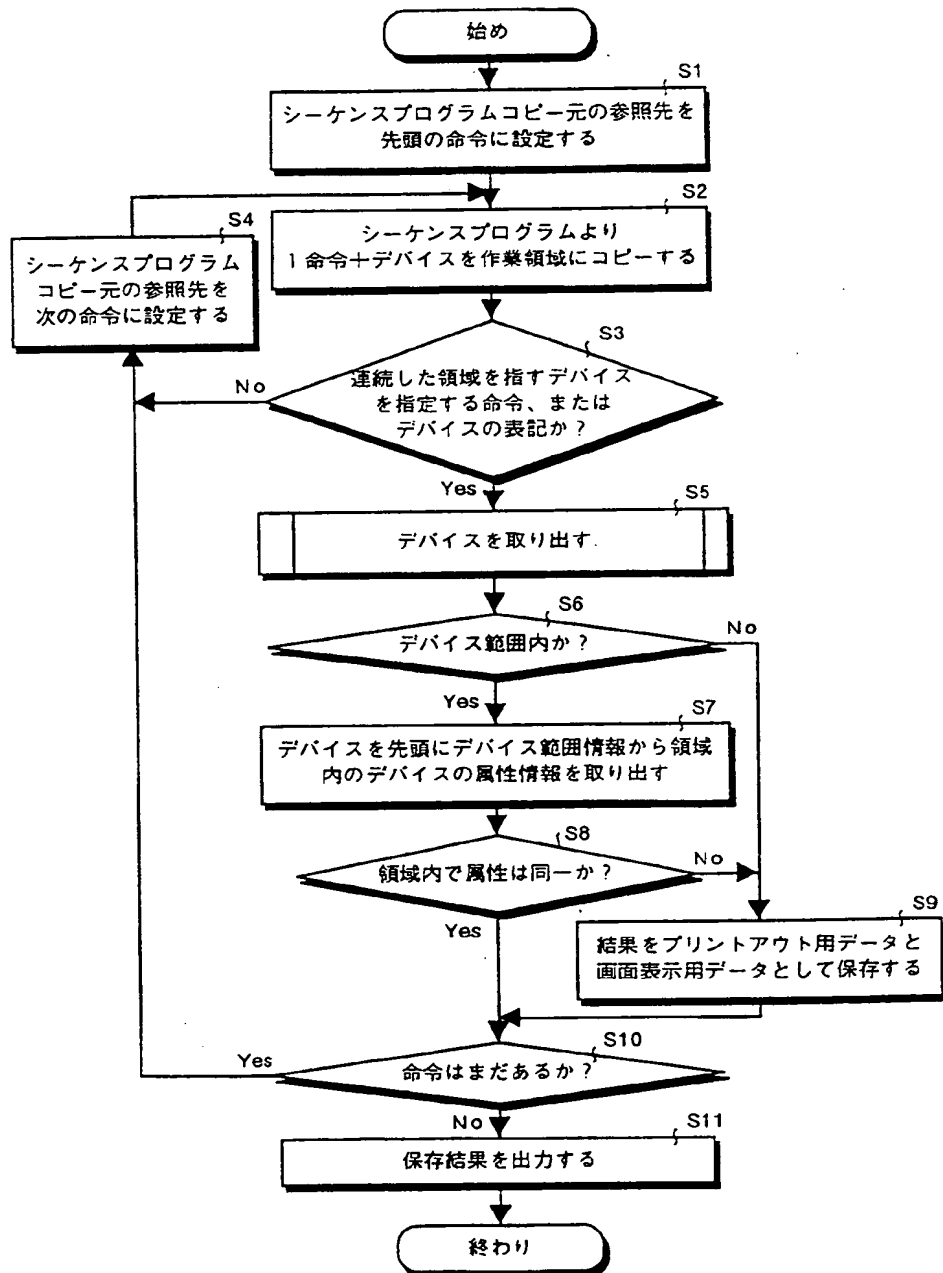 始め
S1
シーケンスプログラムコピー元の参照先を
先頭の命令に設定する
S2
シーケンスプログラムより
1命令+デバイスを作業領域にコピーする
S4
シーケンスプログラム
コピー元の参照先を
次の命令に設定する
S3
連続した領域を指すデバイス
を指定する命令、または
デバイスの表記か?
No
Yes
S5
デバイスを取り出す
S6
デバイス範囲内か?
No
Yes
S7
デバイスを先頭にデバイス範囲情報から領域
内のデバイスの属性情報を取り出す
S8
領域内で属性は同一か?
No
Yes
S9
結果をプリントアウト用データと
画面表示用データとして保存する
S10
命令はまだあるか?
Yes
No
S11
保存結果を出力する
終わり